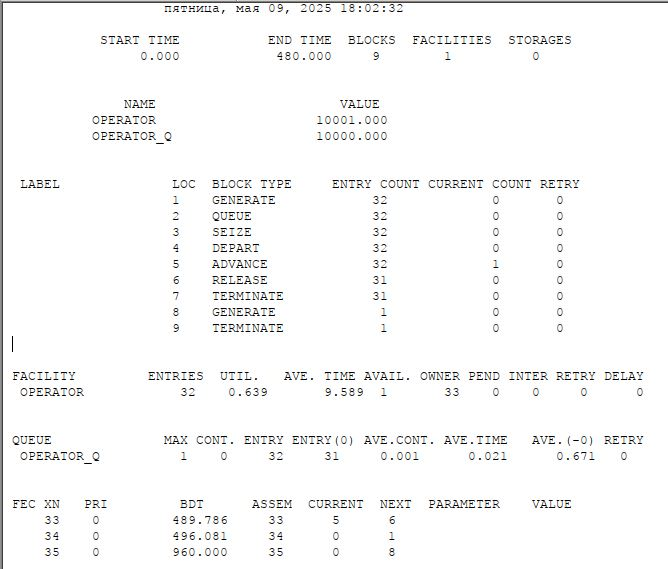 пятница, мая 09, 2025 18:02:32
START TIME END TIME BLOCKS FACILITIES STORAGES
0.000 480.000 9 1 0
NAME VALUE
OPERATOR 10001.000
OPERATOR_Q 10000.000
LABEL LOC BLOCK TYPE ENTRY COUNT CURRENT COUNT RETRY
1 GENERATE 32 0 0
2 QUEUE 32 0 0
3 SEIZE 32 0 0
4 DEPART 32 0 0
5 ADVANCE 32 1 0
6 RELEASE 31 0 0
7 TERMINATE 31 0 0
8 GENERATE 1 0 0
9 TERMINATE 1 0 0
FACILITY ENTRIES UTIL. AVE. TIME AVAIL. OWNER PEND INTER RETRY DELAY
OPERATOR 32 0.639 9.589 1 33 0 0 0 0
QUEUE MAX CONT. ENTRY ENTRY(0) AVE.CONT. AVE.TIME AVE.(-0) RETRY
OPERATOR_Q 1 0 32 31 0.001 0.021 0.671 0
FEC XN PRI BDT ASSEM CURRENT NEXT PARAMETER VALUE
33 0 489.786 33 5 6
34 0 496.081 34 0 1
35 0 960.000 35 0 8